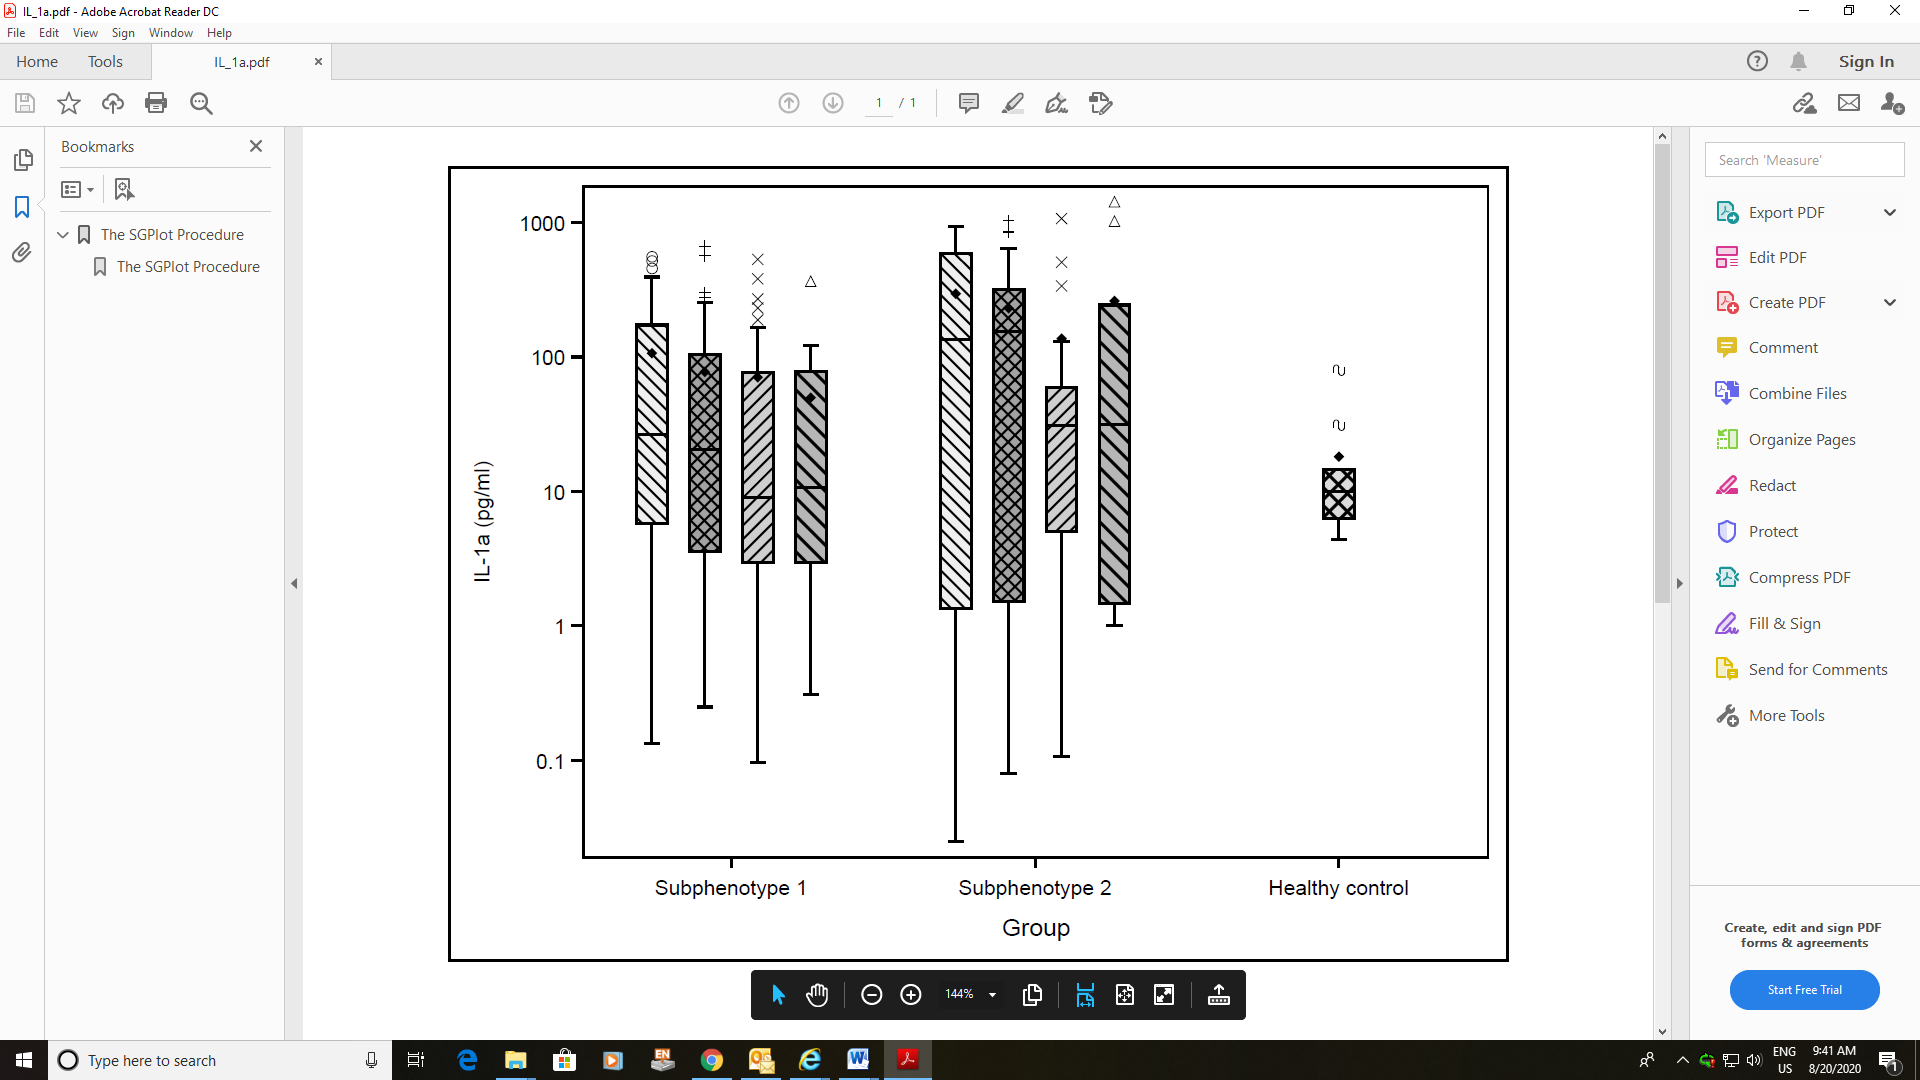 IL_1a.pdf - Adobe Acrobat Reader DC
File Edit View Sign Window Help
Home Tools IL_1a.pdf Sign In
1 / 1
Bookmarks
The SGPlot Procedure
The SGPlot Procedure
1000
100
10
1
0.1
IL-1a (pg/ml)
Subphenotype 1 Subphenotype 2 Healthy control
Group
144%
Search 'Measure'
Export PDF
Edit PDF
Create PDF
Comment
Combine Files
Organize Pages
Redact
Protect
Compress PDF
Fill & Sign
Send for Comments
More Tools
Create, edit and sign PDF
forms & agreements
Start Free Trial
Type here to search
EN
ENG
US
9:41 AM
8/20/2020
1